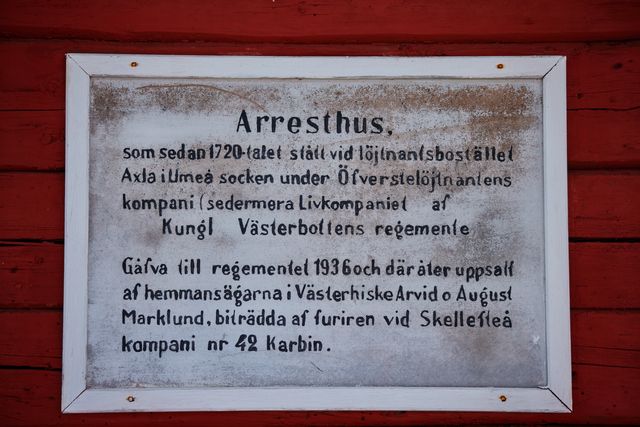 Arresthus,
som sedan 1720-talet stått vid löjtnantsbostället
Axla i Umeå socken under Öfverstelöjtnantens
kompani (sedermera Livkompaniet af
Kungl Västerbottens regemente
Gåfva till regementet 1936 och där åter uppsatt
af hemmansägarna i Västerhiske Arvid o August
Marklund, biträdda af furiren vid Skellefteå
kompani nr 42 Karbin.